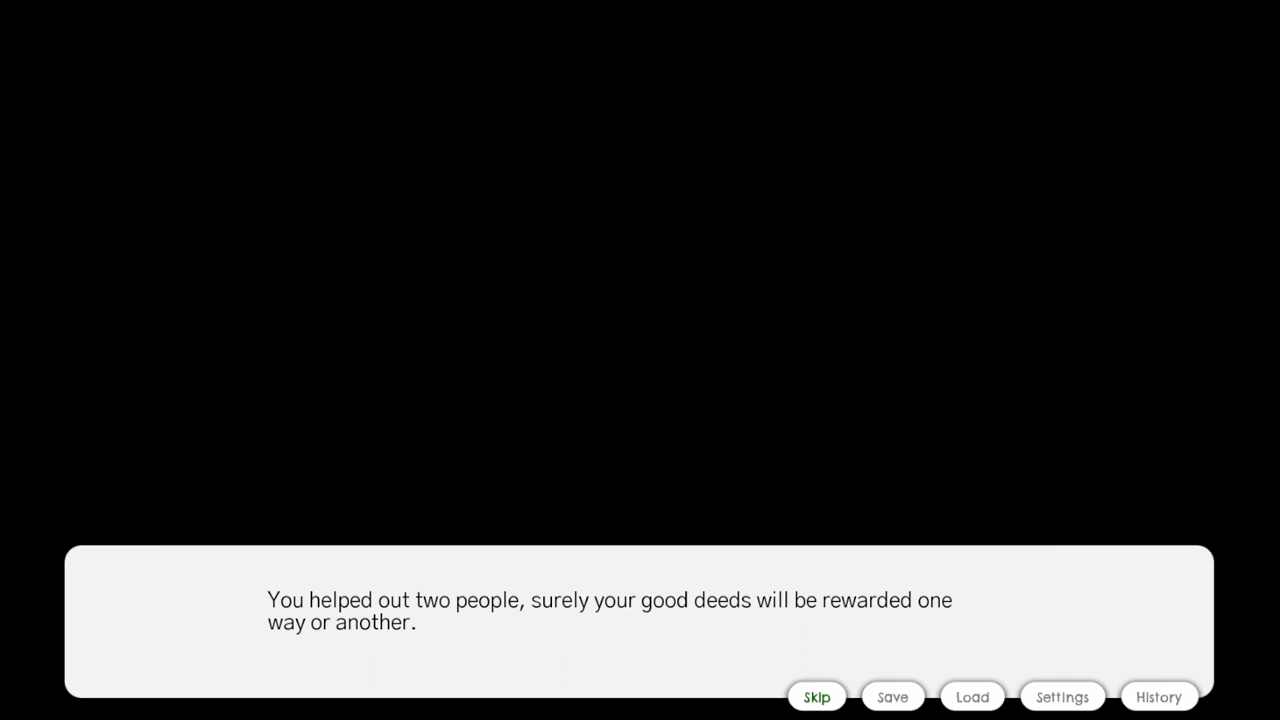 You helped out two people, surely your good deeds will be rewarded one
way or another.
Skip Save Load Settings History